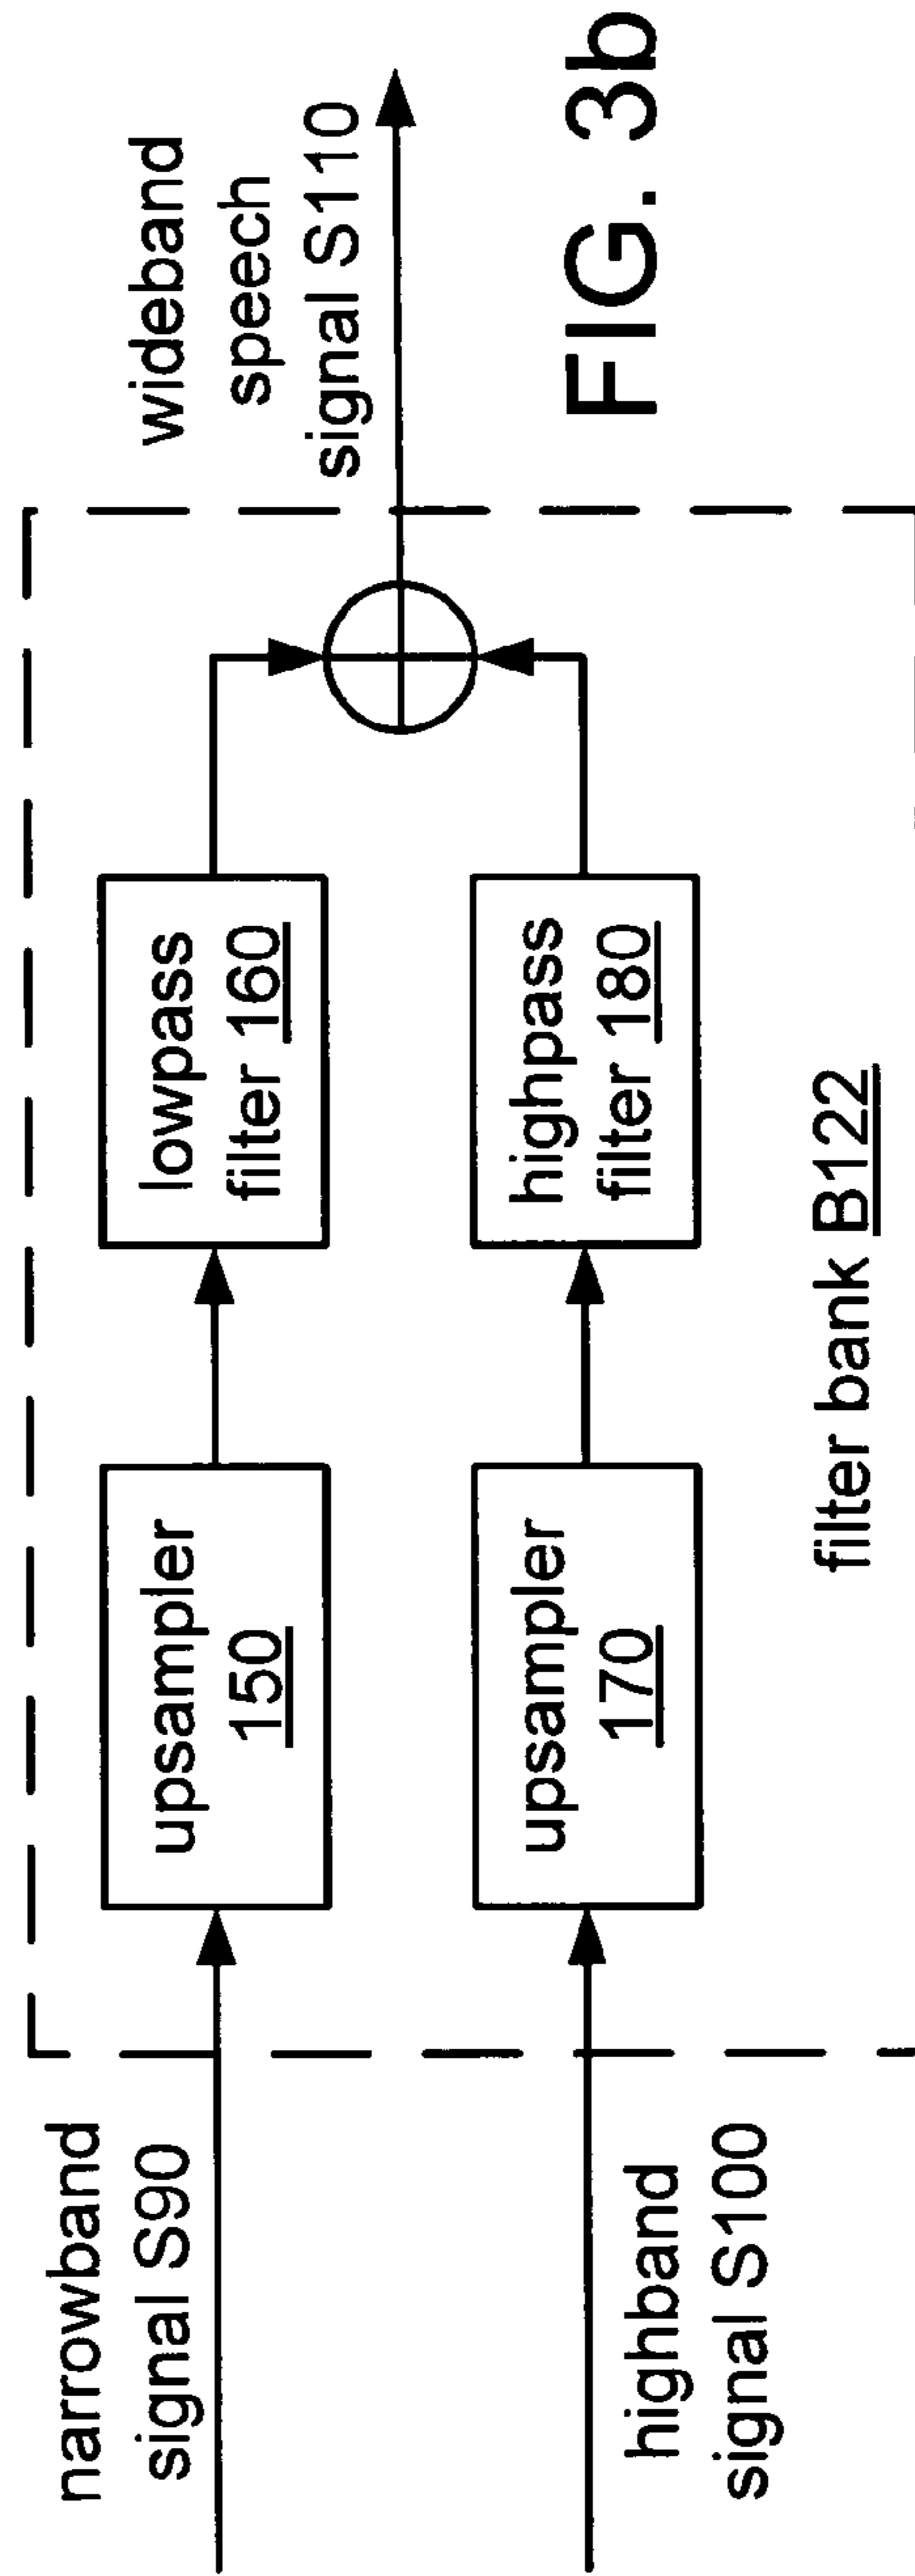 narrowband
signal S90
upsampler
150
lowpass
filter 160
wideband
speech
signal S110
highband
signal S100
upsampler
170
highpass
filter 180
filter bank B122
FIG. 3b